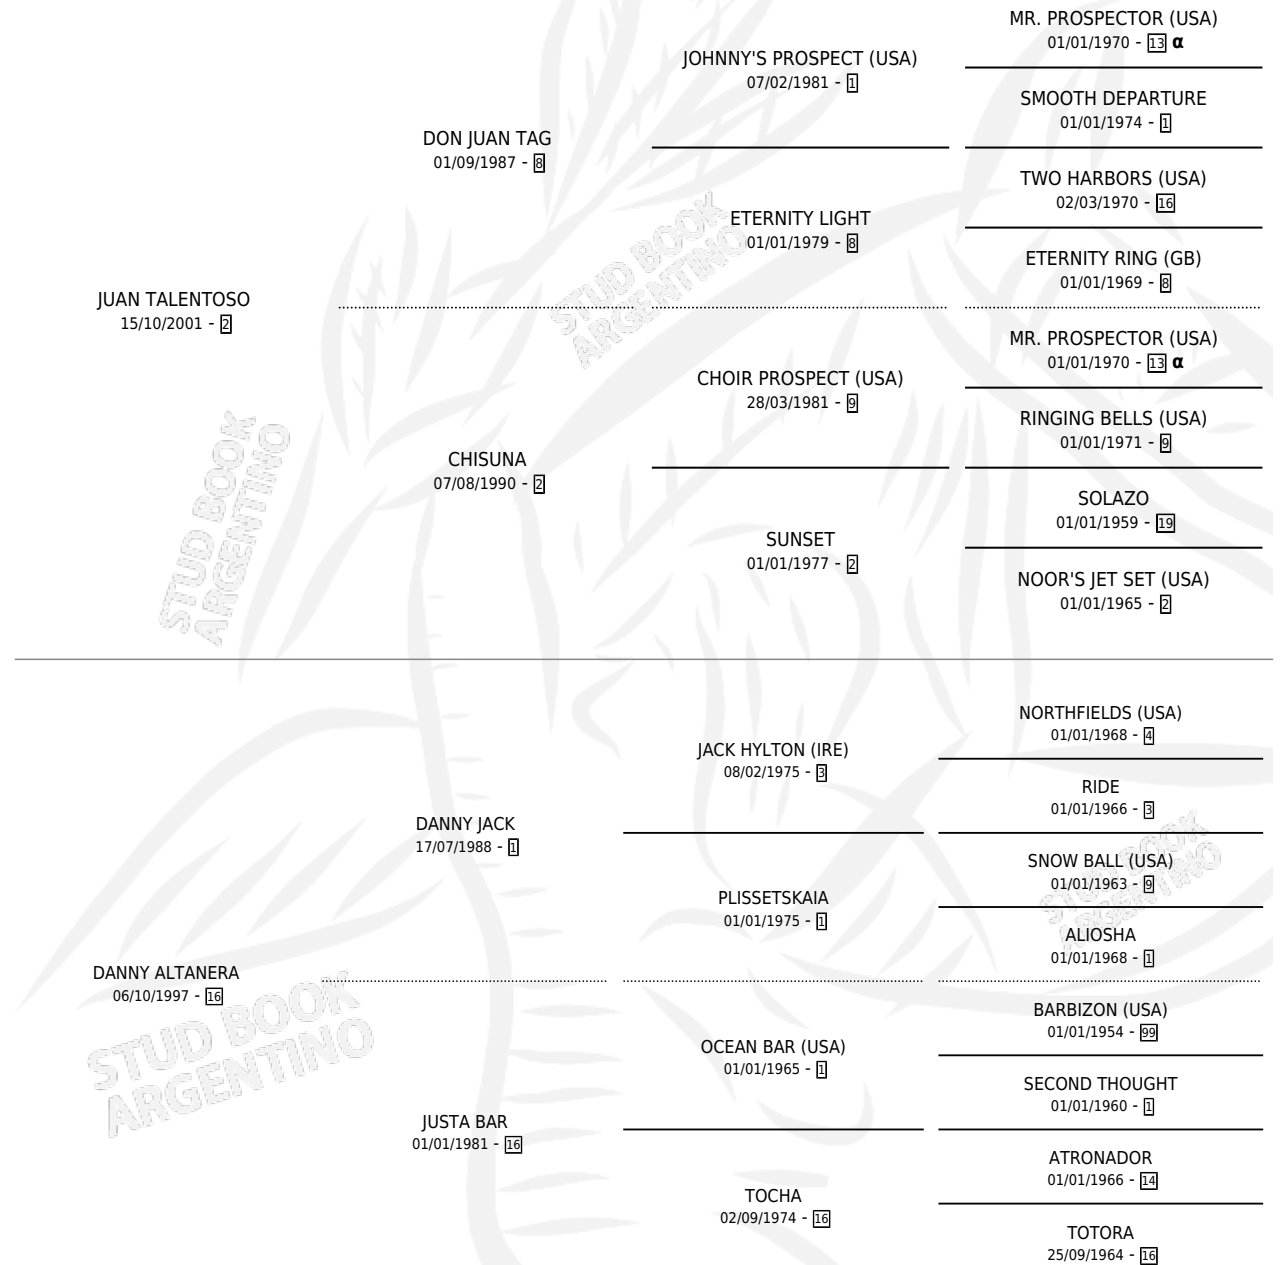 MR. PROSPECTOR (USA)
01/01/1970 - 13 α
JOHNNY'S PROSPECT (USA)
07/02/1981 - 1
SMOOTH DEPARTURE
01/01/1974 - 1
DON JUAN TAG
01/09/1987 - 8
TWO HARBORS (USA)
02/03/1970 - 16
ETERNITY LIGHT
01/01/1979 - 8
ETERNITY RING (GB)
01/01/1969 - 8
STUD BOOK
ARGENTINO
JUAN TALENTOSO
15/10/2001 - 2
MR. PROSPECTOR (USA)
01/01/1970 - 13 α
CHOIR PROSPECT (USA)
28/03/1981 - 9
RINGING BELLS (USA)
01/01/1971 - 9
CHISUNA
07/08/1990 - 2
SOLAZO
01/01/1959 - 19
SUNSET
01/01/1977 - 2
NOOR'S JET SET (USA)
01/01/1965 - 2
STUD BOOK
ARGENTINO
NORTHFIELDS (USA)
01/01/1968 - 4
JACK HYLTON (IRE)
08/02/1975 - 3
RIDE
01/01/1966 - 3
DANNY JACK
17/07/1988 - 1
SNOW BALL (USA)
01/01/1963 - 9
PLISSETSKAIA
01/01/1975 - 1
ALIOSHA
01/01/1968 - 1
STUD BOOK
ARGENTINO
DANNY ALTANERA
06/10/1997 - 16
BARBIZON (USA)
01/01/1954 - 99
OCEAN BAR (USA)
01/01/1965 - 1
SECOND THOUGHT
01/01/1960 - 1
STUD BOOK
ARGENTINO
JUSTA BAR
01/01/1981 - 16
ATRONADOR
01/01/1966 - 14
TOCHA
02/09/1974 - 16
TOTORA
25/09/1964 - 16